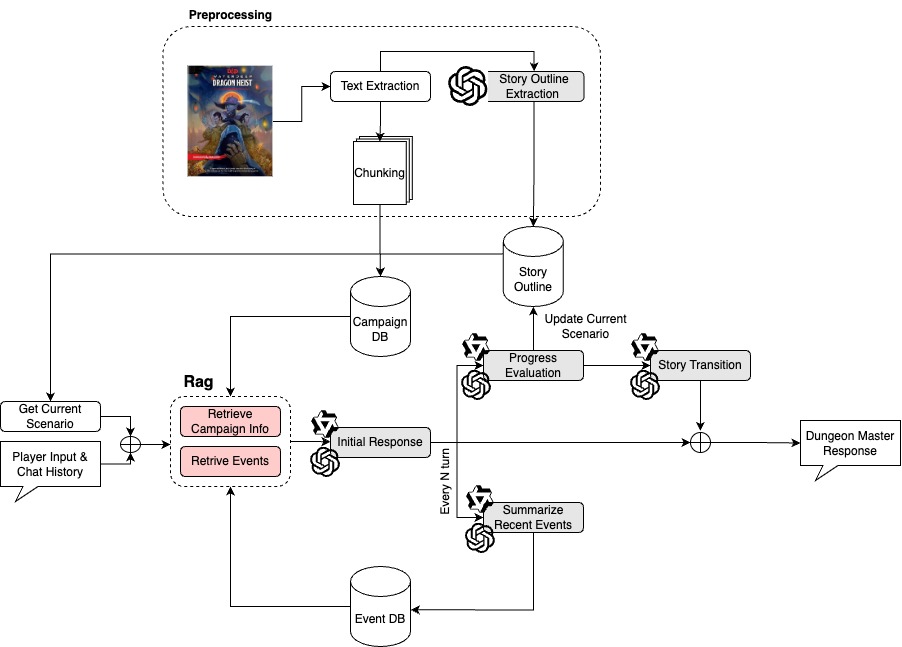 Preprocessing
WATERDEEP
DRAGON HEIST
Text Extraction
Story Outline
Extraction
Chunking
Story
Outline
Campaign
DB
Update Current
Scenario
Progress
Evaluation
Story Transition
Rag
Get Current
Scenario
Retrieve
Campaign Info
Player Input &
Chat History
Retrive Events
Initial Response
Dungeon Master
Response
Every N turn
Summarize
Recent Events
Event DB